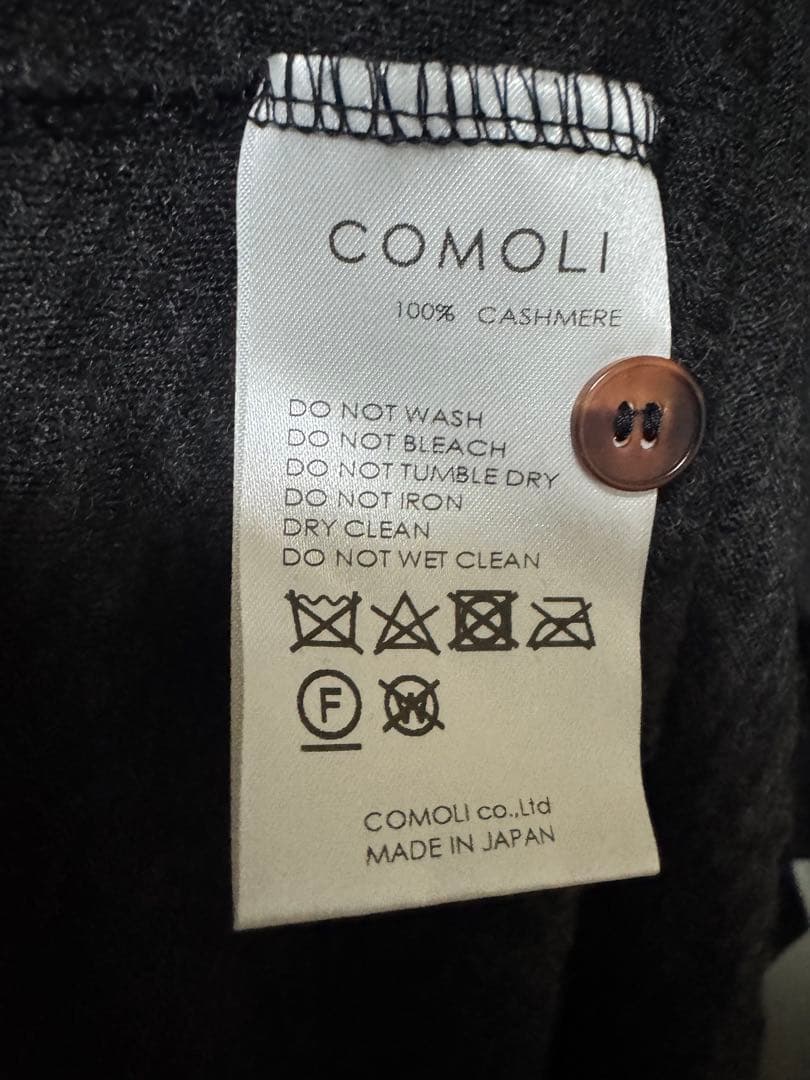 COMOLI
100% CASHMERE
DO NOT WASH
DO NOT BLEACH
DO NOT TUMBLE DRY
DO NOT IRON
DRY CLEAN
DO NOT WET CLEAN
F W
COMOLI co.,Ltd
MADE IN JAPAN